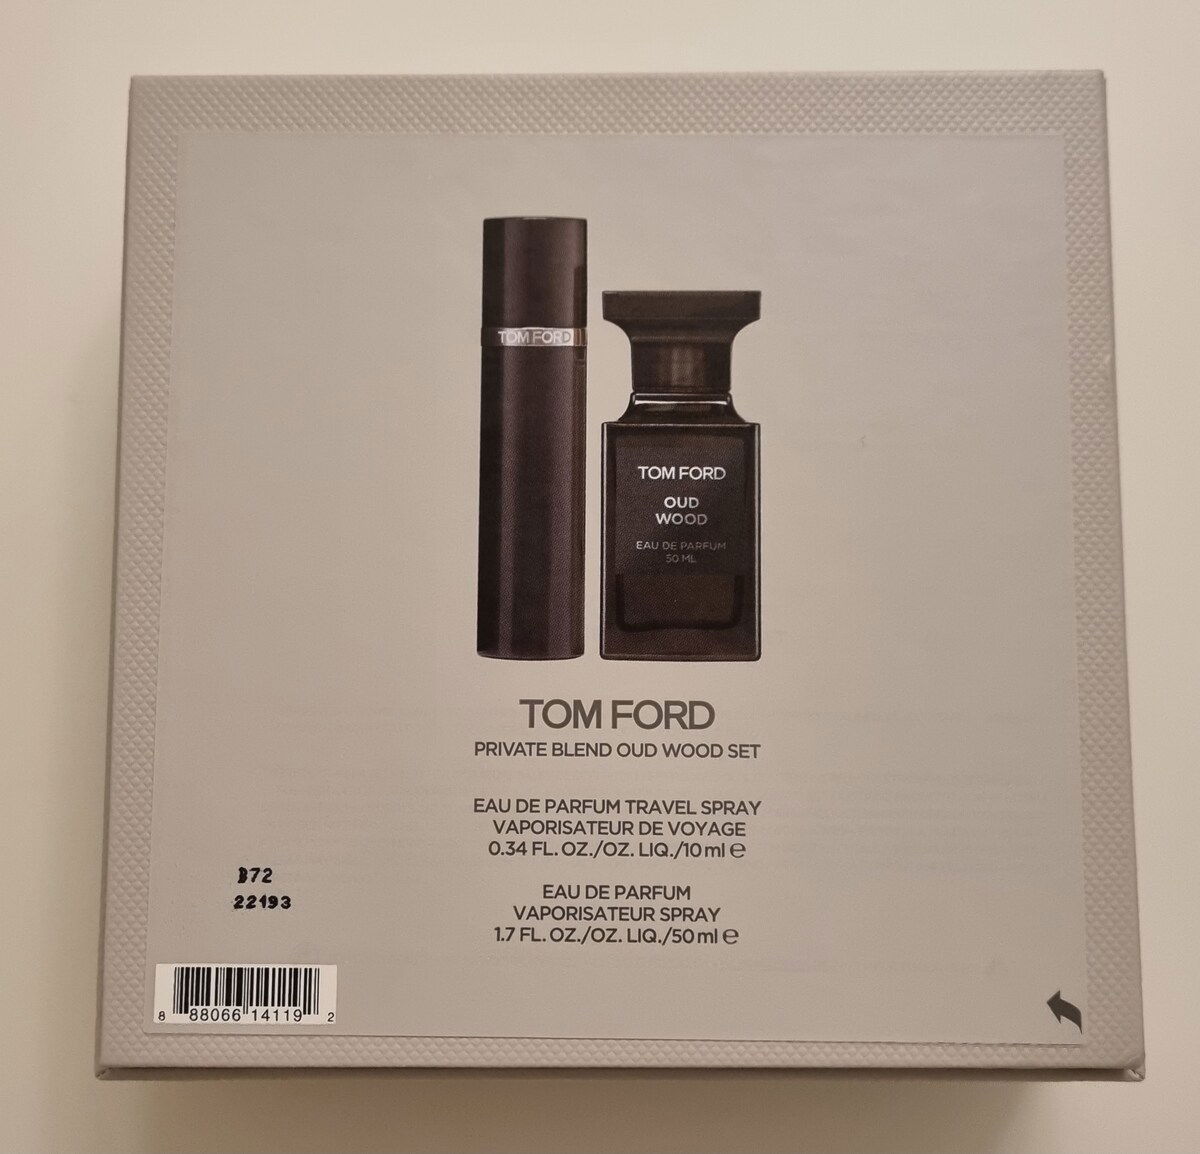 TOM FORD
TOM FORD
OUD
WOOD
EAU DE PARFUM
50 ML
TOM FORD
PRIVATE BLEND OUD WOOD SET
EAU DE PARFUM TRAVEL SPRAY
VAPORISATEUR DE VOYAGE
0.34 FL. OZ./OZ. LIQ./10 ml ℮
EAU DE PARFUM
VAPORISATEUR SPRAY
1.7 FL. OZ./OZ. LIQ./50 ml ℮
B72
22193
8 88066 14119 2